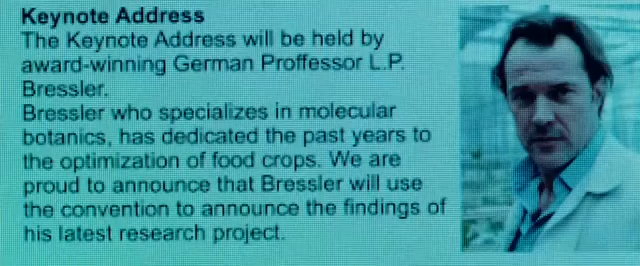 Keynote Address
The Keynote Address will be held by
award-winning German Proffessor L.P.
Bressler.
Bressler who specializes in molecular
botanics, has dedicated the past years to
the optimization of food crops. We are
proud to announce that Bressler will use
the convention to announce the findings of
his latest research project.